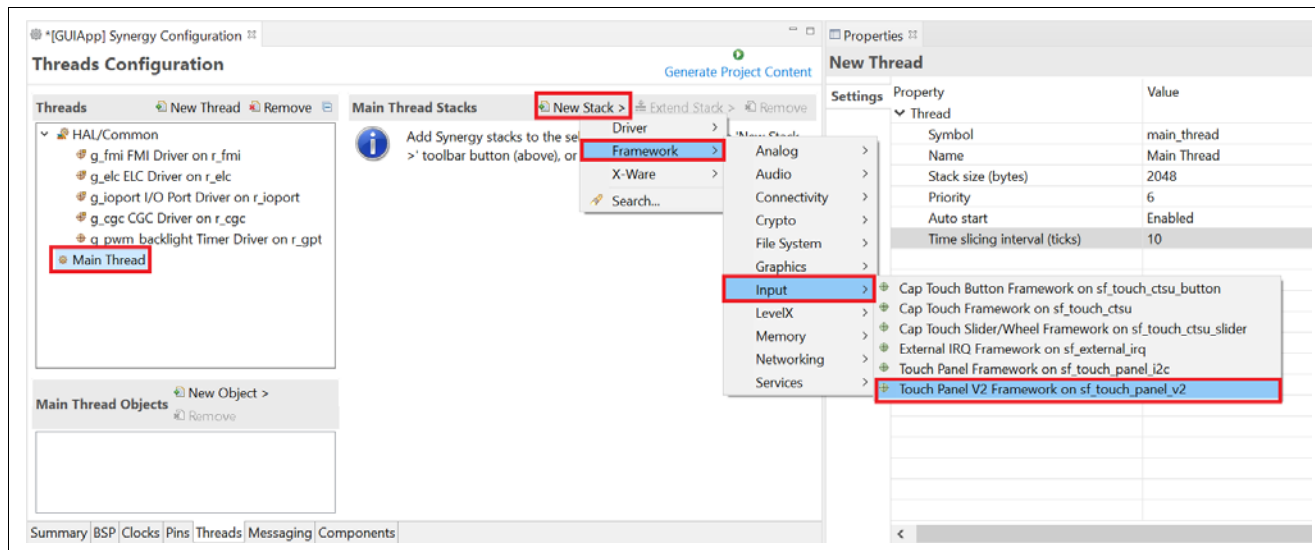 *[GUIApp] Synergy Configuration
Threads Configuration
Generate Project Content
Threads
New Thread
Remove
HAL/Common
g_fmi FMI Driver on r_fmi
g_elc ELC Driver on r_elc
g_ioport I/O Port Driver on r_ioport
g_cgc CGC Driver on r_cgc
g_pwm_backlight Timer Driver on r_gpt
Main Thread
Main Thread Objects
New Object >
Remove
Main Thread Stacks
New Stack >
Extend Stack >
Remove
Add Synergy stacks to the se
'New Stack
>' toolbar button (above), or
Driver >
Framework >
X-Ware >
Search...
Analog >
Audio >
Connectivity >
Crypto >
File System >
Graphics >
Input >
LevelX >
Memory >
Networking >
Services >
Cap Touch Button Framework on sf_touch_ctsu_button
Cap Touch Framework on sf_touch_ctsu
Cap Touch Slider/Wheel Framework on sf_touch_ctsu_slider
External IRQ Framework on sf_external_irq
Touch Panel Framework on sf_touch_panel_i2c
Touch Panel V2 Framework on sf_touch_panel_v2
Summary BSP Clocks Pins Threads Messaging Components
Properties
New Thread
Settings
Property Value
Thread
Symbol main_thread
Name Main Thread
Stack size (bytes) 2048
Priority 6
Auto start Enabled
Time slicing interval (ticks) 10